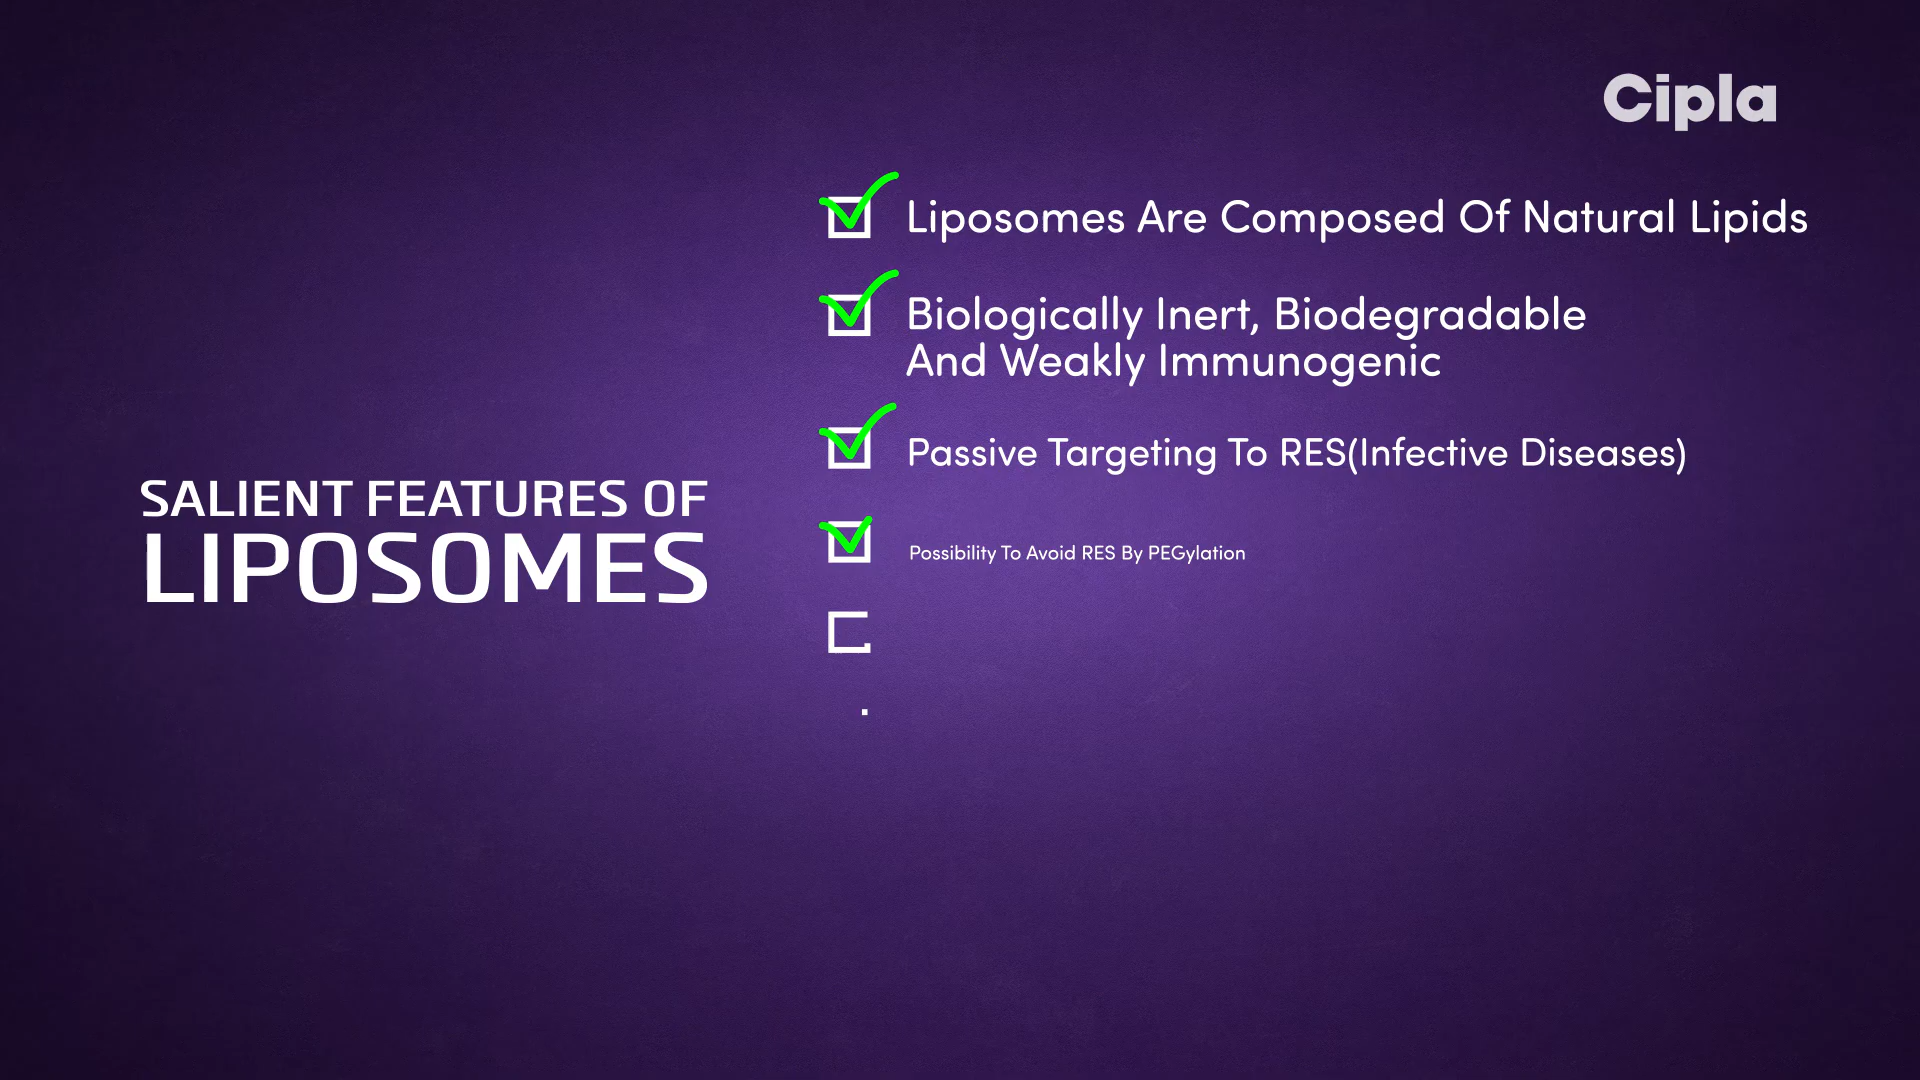 Cipla
Liposomes Are Composed Of Natural Lipids
Biologically Inert, Biodegradable
And Weakly Immunogenic
Passive Targeting To RES(Infective Diseases)
SALIENT FEATURES OF
LIPOSOMES
Possibility To Avoid RES By PEGylation